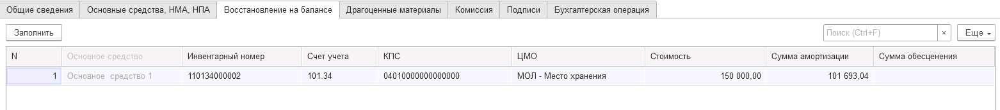 Общие сведения Основные средства, НМА, НПА Восстановление на балансе Драгоценные материалы Комиссия Подписи Бухгалтерская операция
Заполнить Поиск (Ctrl+F) × Еще
N Основное средство Инвентарный номер Счет учета КПС ЦМО Стоимость Сумма амортизации Сумма обесценения
1 Основное средство 1 110134000002 101.34 04010000000000000 МОЛ - Место хранения 150 000,00 101 693,04